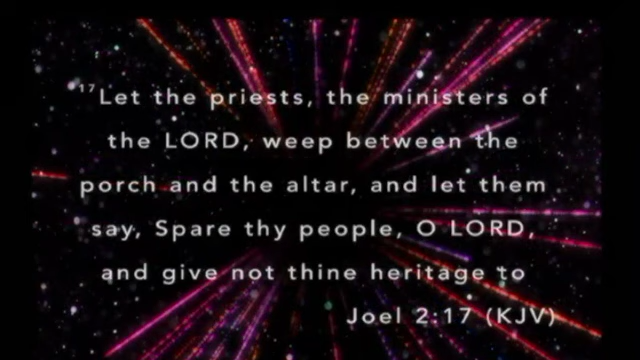 17Let the priests, the ministers of
the LORD, weep between the
porch and the altar, and let them
say, Spare thy people, O LORD,
and give not thine heritage to
Joel 2:17 (KJV)